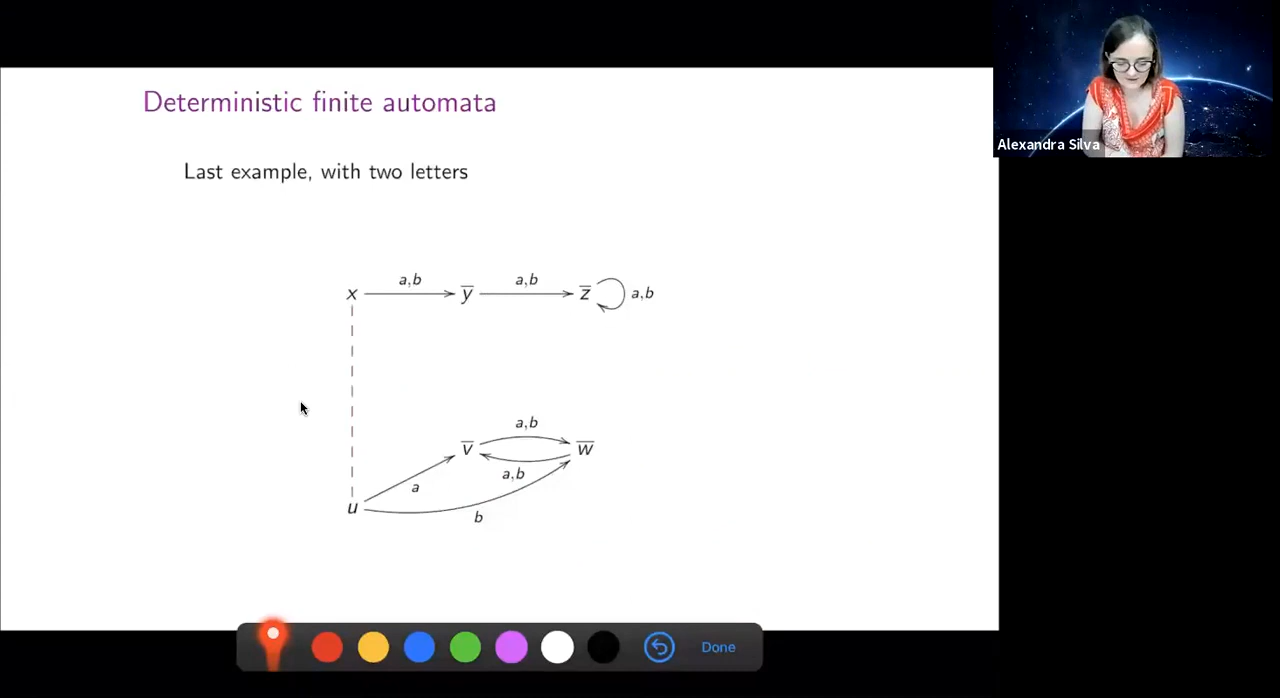 Deterministic finite automata
Alexandra Silva
Last example, with two letters
a,b
a,b
x
y̅
z̅
a,b
a,b
v̅
w̅
a,b
a
u
b
Done